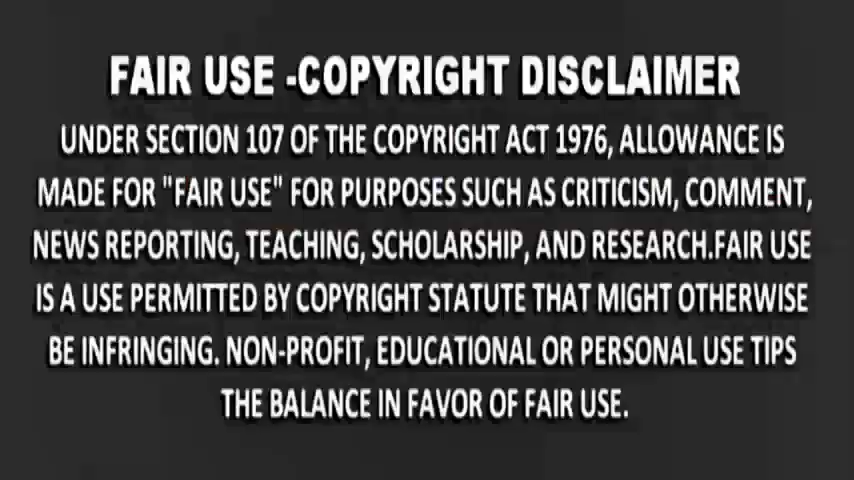 FAIR USE -COPYRIGHT DISCLAIMER
UNDER SECTION 107 OF THE COPYRIGHT ACT 1976, ALLOWANCE IS
MADE FOR "FAIR USE" FOR PURPOSES SUCH AS CRITICISM, COMMENT,
NEWS REPORTING, TEACHING, SCHOLARSHIP, AND RESEARCH.FAIR USE
IS A USE PERMITTED BY COPYRIGHT STATUTE THAT MIGHT OTHERWISE
BE INFRINGING. NON-PROFIT, EDUCATIONAL OR PERSONAL USE TIPS
THE BALANCE IN FAVOR OF FAIR USE.